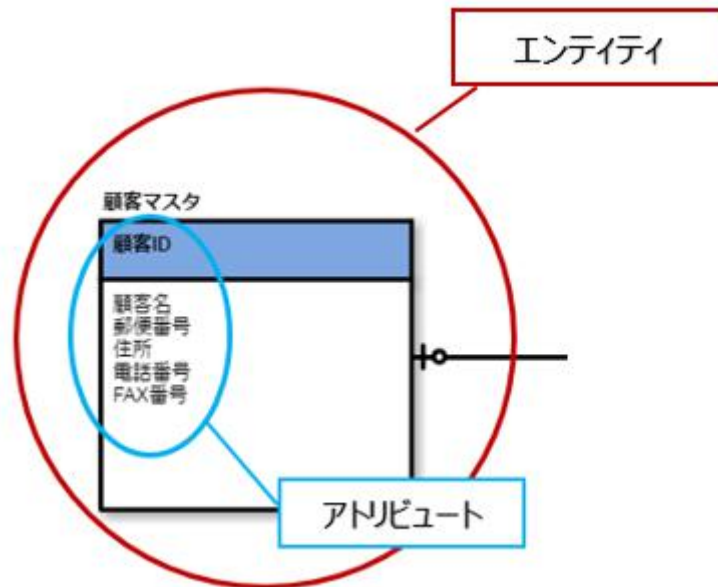 エンティティ
顧客マスタ
顧客ID
顧客名
郵便番号
住所
電話番号
FAX番号
アトリビュート